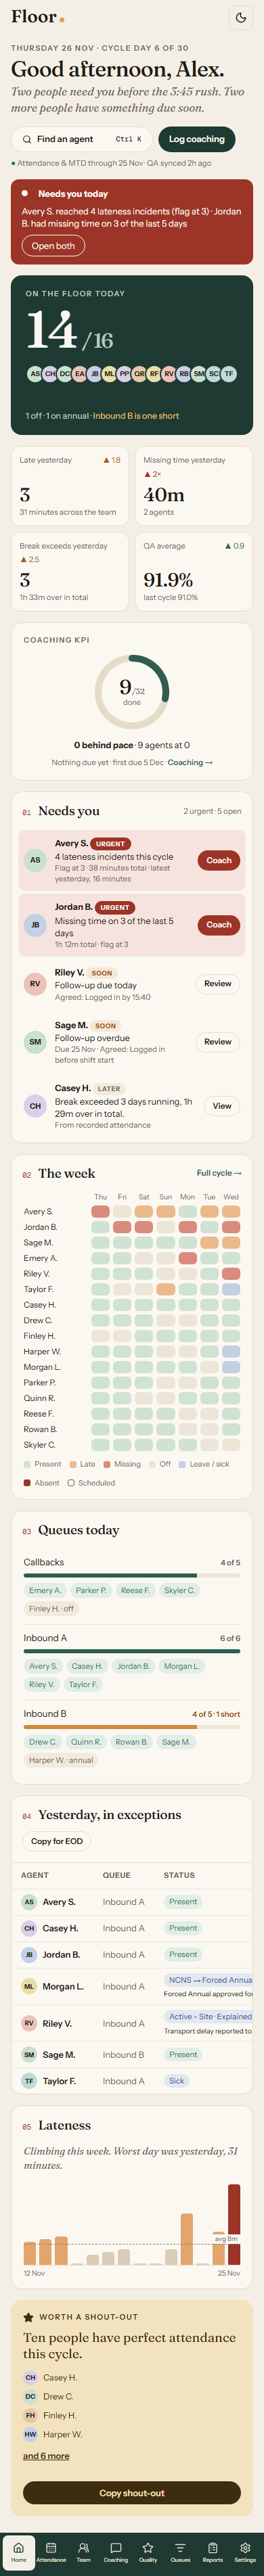 Floor
THURSDAY 26 NOV · CYCLE DAY 6 OF 30
Good afternoon, Alex.
Two people need you before the 3:45 rush. Two
more people have something due soon.
Find an agent Ctrl K
Log coaching
Attendance & MTD through 25 Nov · QA synced 2h ago
Needs you today
Avery S. reached 4 lateness incidents (flag at 3) · Jordan
B. had missing time on 3 of the last 5 days
Open both
ON THE FLOOR TODAY
14 /16
AS CH DC EA JB ML PP QR RF RV RB SM SC TF
1 off · 1 on annual · Inbound B is one short
Late yesterday ▲ 1.8
3
31 minutes across the team
Missing time yesterday
▲ 2×
40m
2 agents
Break exceeds yesterday
▲ 2.5
3
1h 33m over in total
QA average ▲ 0.9
91.9%
last cycle 91.0%
COACHING KPI
9/32
done
0 behind pace · 9 agents at 0
Nothing due yet · first due 5 Dec · Coaching →
01 Needs you 2 urgent · 5 open
AS
Avery S. URGENT
4 lateness incidents this cycle
Flag at 3 · 38 minutes total · latest
yesterday, 16 minutes
Coach
JB
Jordan B. URGENT
Missing time on 3 of the last 5
days
1h 12m total · flag at 3
Coach
RV
Riley V. SOON
Follow-up due today
Agreed: Logged in by 15:40
Review
SM
Sage M. SOON
Follow-up overdue
Due 25 Nov · Agreed: Logged in
before shift start
Review
CH
Casey H. LATER
Break exceeded 3 days running, 1h
29m over in total.
From recorded attendance
View
02 The week Full cycle →
Thu Fri Sat Sun Mon Tue Wed
Avery S.
Jordan B.
Sage M.
Emery A.
Riley V.
Taylor F.
Casey H.
Drew C.
Finley H.
Harper W.
Morgan L.
Parker P.
Quinn R.
Reese F.
Rowan B.
Skyler C.
Present Late Missing Off Leave / sick
Absent Scheduled
03 Queues today
Callbacks 4 of 5
Emery A. Parker P. Reese F. Skyler C.
Finley H. · off
Inbound A 6 of 6
Avery S. Casey H. Jordan B. Morgan L.
Riley V. Taylor F.
Inbound B 4 of 5 · 1 short
Drew C. Quinn R. Rowan B. Sage M.
Harper W. · annual
04 Yesterday, in exceptions
Copy for EOD
AGENT QUEUE STATUS
AS Avery S. Inbound A Present
CH Casey H. Inbound A Present
JB Jordan B. Inbound A Present
ML Morgan L. Inbound A NCNS → Forced Annua
Forced Annual approved for
RV Riley V. Inbound A Active - Site · Explained
Transport delay reported to
SM Sage M. Inbound B Present
TF Taylor F. Inbound A Sick
05 Lateness
Climbing this week. Worst day was yesterday, 31
minutes.
avg 8m
12 Nov 25 Nov
WORTH A SHOUT-OUT
Ten people have perfect attendance
this cycle.
CH Casey H.
DC Drew C.
FH Finley H.
HW Harper W.
and 6 more
Copy shout-out
Home Attendance Team Coaching Quality Queues Reports Settings